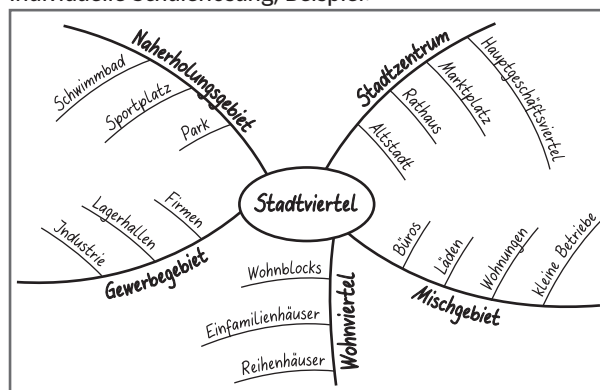 Individuelle Schülerlösung, Beispiel:
Naherholungsgebiet
Schwimmbad
Sportplatz
Park
Stadtzentrum
Hauptgeschäftsviertel
Marktplatz
Rathaus
Altstadt
Stadtviertel
Gewerbegebiet
Industrie
Lagerhallen
Firmen
Wohnviertel
Wohnblocks
Einfamilienhäuser
Reihenhäuser
Mischgebiet
Büros
Läden
Wohnungen
kleine Betriebe